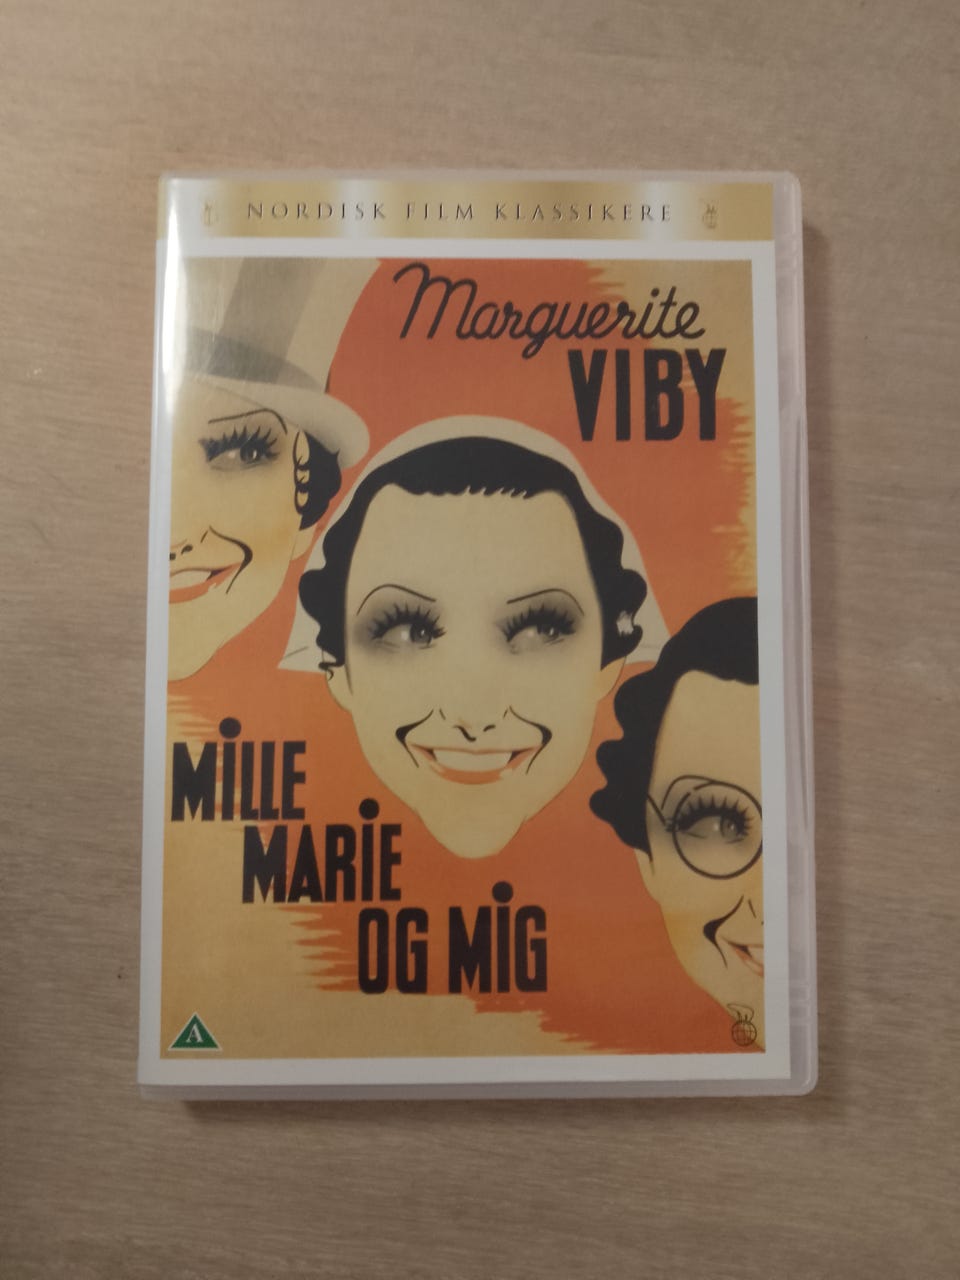 NORDISK FILM KLASSIKERE
Marguerite
VIBY
MiLLE
MARiE
OG MiG
A